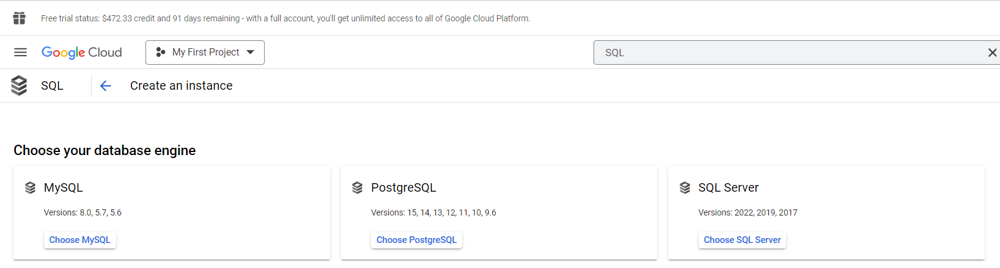 Free trial status: $472.33 credit and 91 days remaining - with a full account, you'll get unlimited access to all of Google Cloud Platform.
Google Cloud
My First Project
SQL
SQL
Create an instance
Choose your database engine
MySQL
Versions: 8.0, 5.7, 5.6
Choose MySQL
PostgreSQL
Versions: 15, 14, 13, 12, 11, 10, 9.6
Choose PostgreSQL
SQL Server
Versions: 2022, 2019, 2017
Choose SQL Server